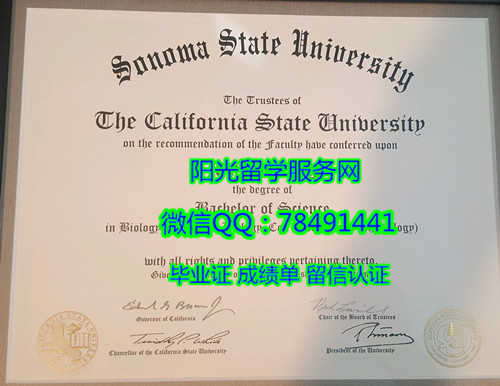 Sonoma State University
The Trustees of
The California State University
on the recommendation of the Faculty have conferred upon
阳光留学服务网
the degree of
Bachelor of Science
in Biology
微信QQ：78491441
with all rights and privileges pertaining thereto.
毕业证 成绩单 留信认证
Governor of California
Chair of the Board of Trustees
Chancellor of the California State University
President of the University